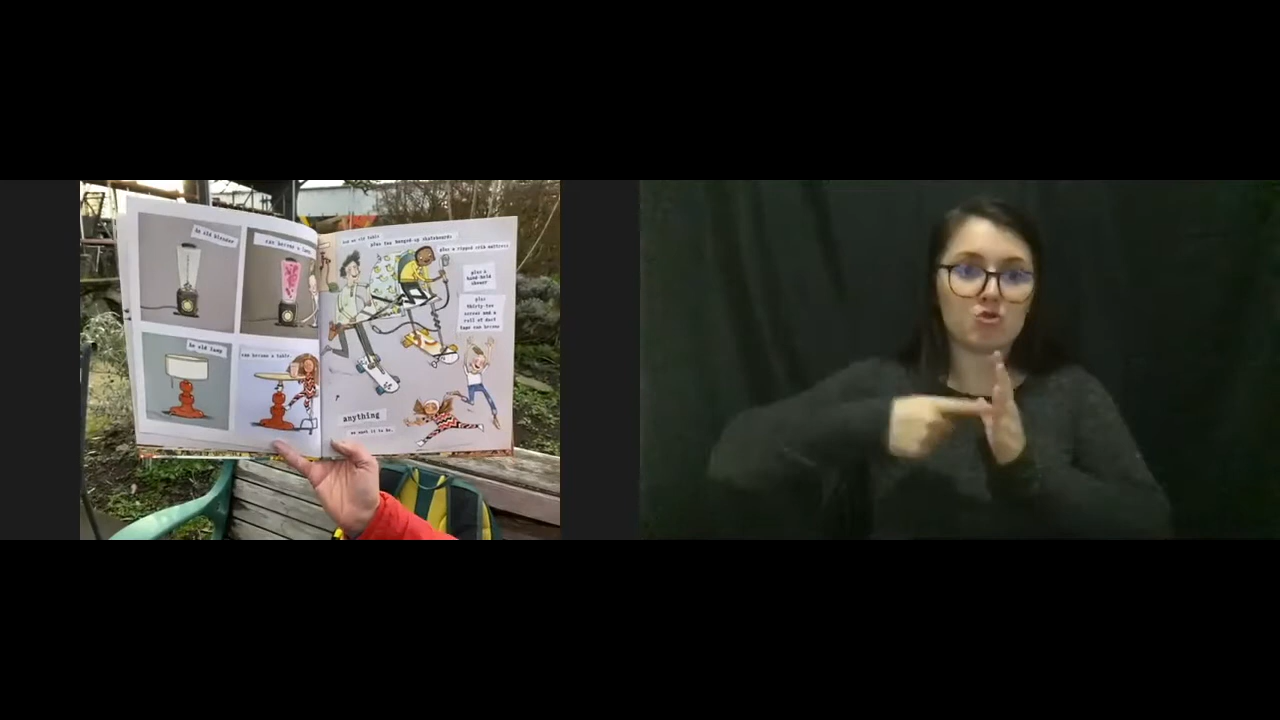 An old blender
can become a lamp.
An old lamp
can become a table.
And an old table
plus two banged-up skateboards
plus a ripped crib mattress
plus a
hand-held
shower
plus
thirty-two
screws and a
roll of duct
tape can become
anything
we want it to be.